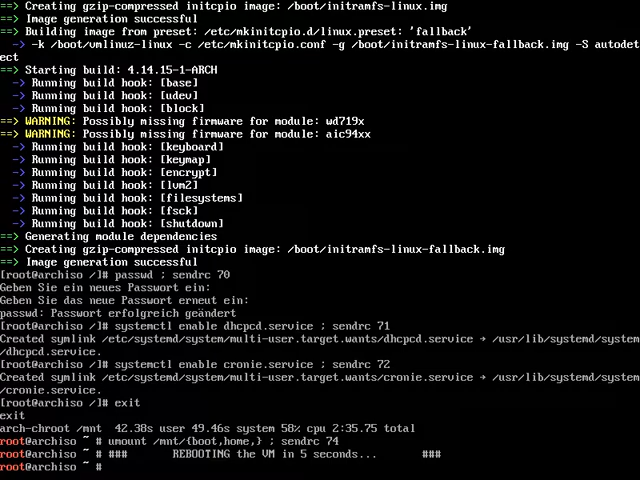 ==> Creating gzip-compressed initcpio image: /boot/initramfs-linux.img
==> Image generation successful
==> Building image from preset: /etc/mkinitcpio.d/linux.preset: 'fallback'
  -> -k /boot/vmlinuz-linux -c /etc/mkinitcpio.conf -g /boot/initramfs-linux-fallback.img -S autodet
ect
==> Starting build: 4.14.15-1-ARCH
  -> Running build hook: [base]
  -> Running build hook: [udev]
  -> Running build hook: [block]
==> WARNING: Possibly missing firmware for module: wd719x
==> WARNING: Possibly missing firmware for module: aic94xx
  -> Running build hook: [keyboard]
  -> Running build hook: [keymap]
  -> Running build hook: [encrypt]
  -> Running build hook: [lvm2]
  -> Running build hook: [filesystems]
  -> Running build hook: [fsck]
  -> Running build hook: [shutdown]
==> Generating module dependencies
==> Creating gzip-compressed initcpio image: /boot/initramfs-linux-fallback.img
==> Image generation successful
[root@archiso /]# passwd ; sendrc 70
Geben Sie ein neues Passwort ein:
Geben Sie das neue Passwort erneut ein:
passwd: Passwort erfolgreich geändert
[root@archiso /]# systemctl enable dhcpcd.service ; sendrc 71
Created symlink /etc/systemd/system/multi-user.target.wants/dhcpcd.service → /usr/lib/systemd/system
/dhcpcd.service.
[root@archiso /]# systemctl enable cronie.service ; sendrc 72
Created symlink /etc/systemd/system/multi-user.target.wants/cronie.service → /usr/lib/systemd/system
/cronie.service.
[root@archiso /]# exit
exit
arch-chroot /mnt  42.38s user 49.46s system 58% cpu 2:35.75 total
root@archiso ~ # umount /mnt/{boot,home,} ; sendrc 74
root@archiso ~ # ###       REBOOTING the VM in 5 seconds...       ###
root@archiso ~ #